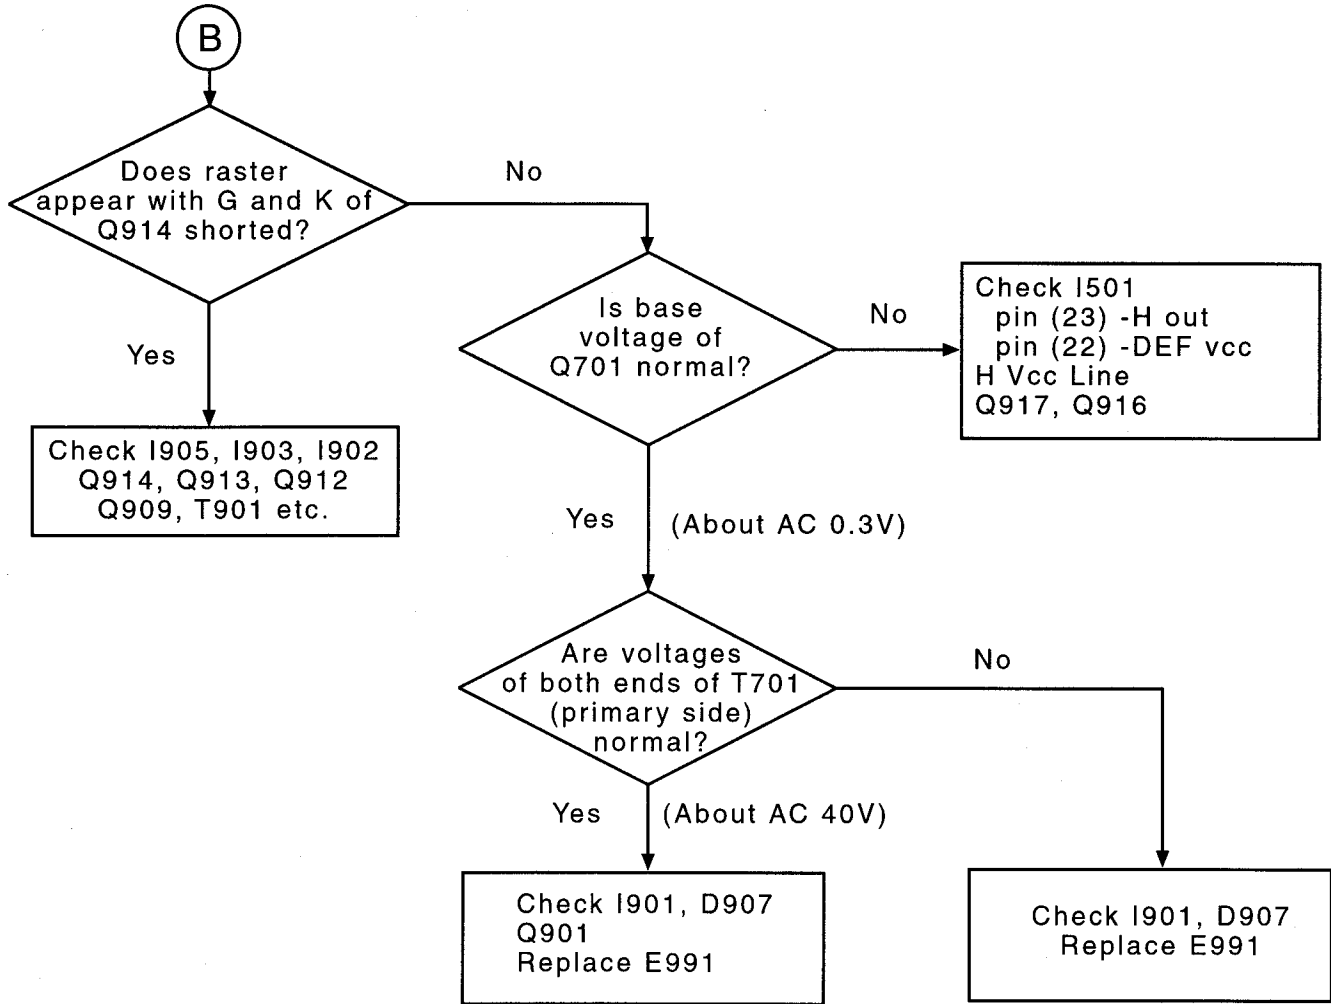 B
Does raster
appear with G and K of
Q914 shorted?
No
Yes
Check I905, I903, I902
Q914, Q913, Q912
Q909, T901 etc.
Is base
voltage of
Q701 normal?
No
Check I501
pin (23) -H out
pin (22) -DEF vcc
H Vcc Line
Q917, Q916
Yes
(About AC 0.3V)
Are voltages
of both ends of T701
(primary side)
normal?
No
Yes
(About AC 40V)
Check I901, D907
Q901
Replace E991
Check I901, D907
Replace E991